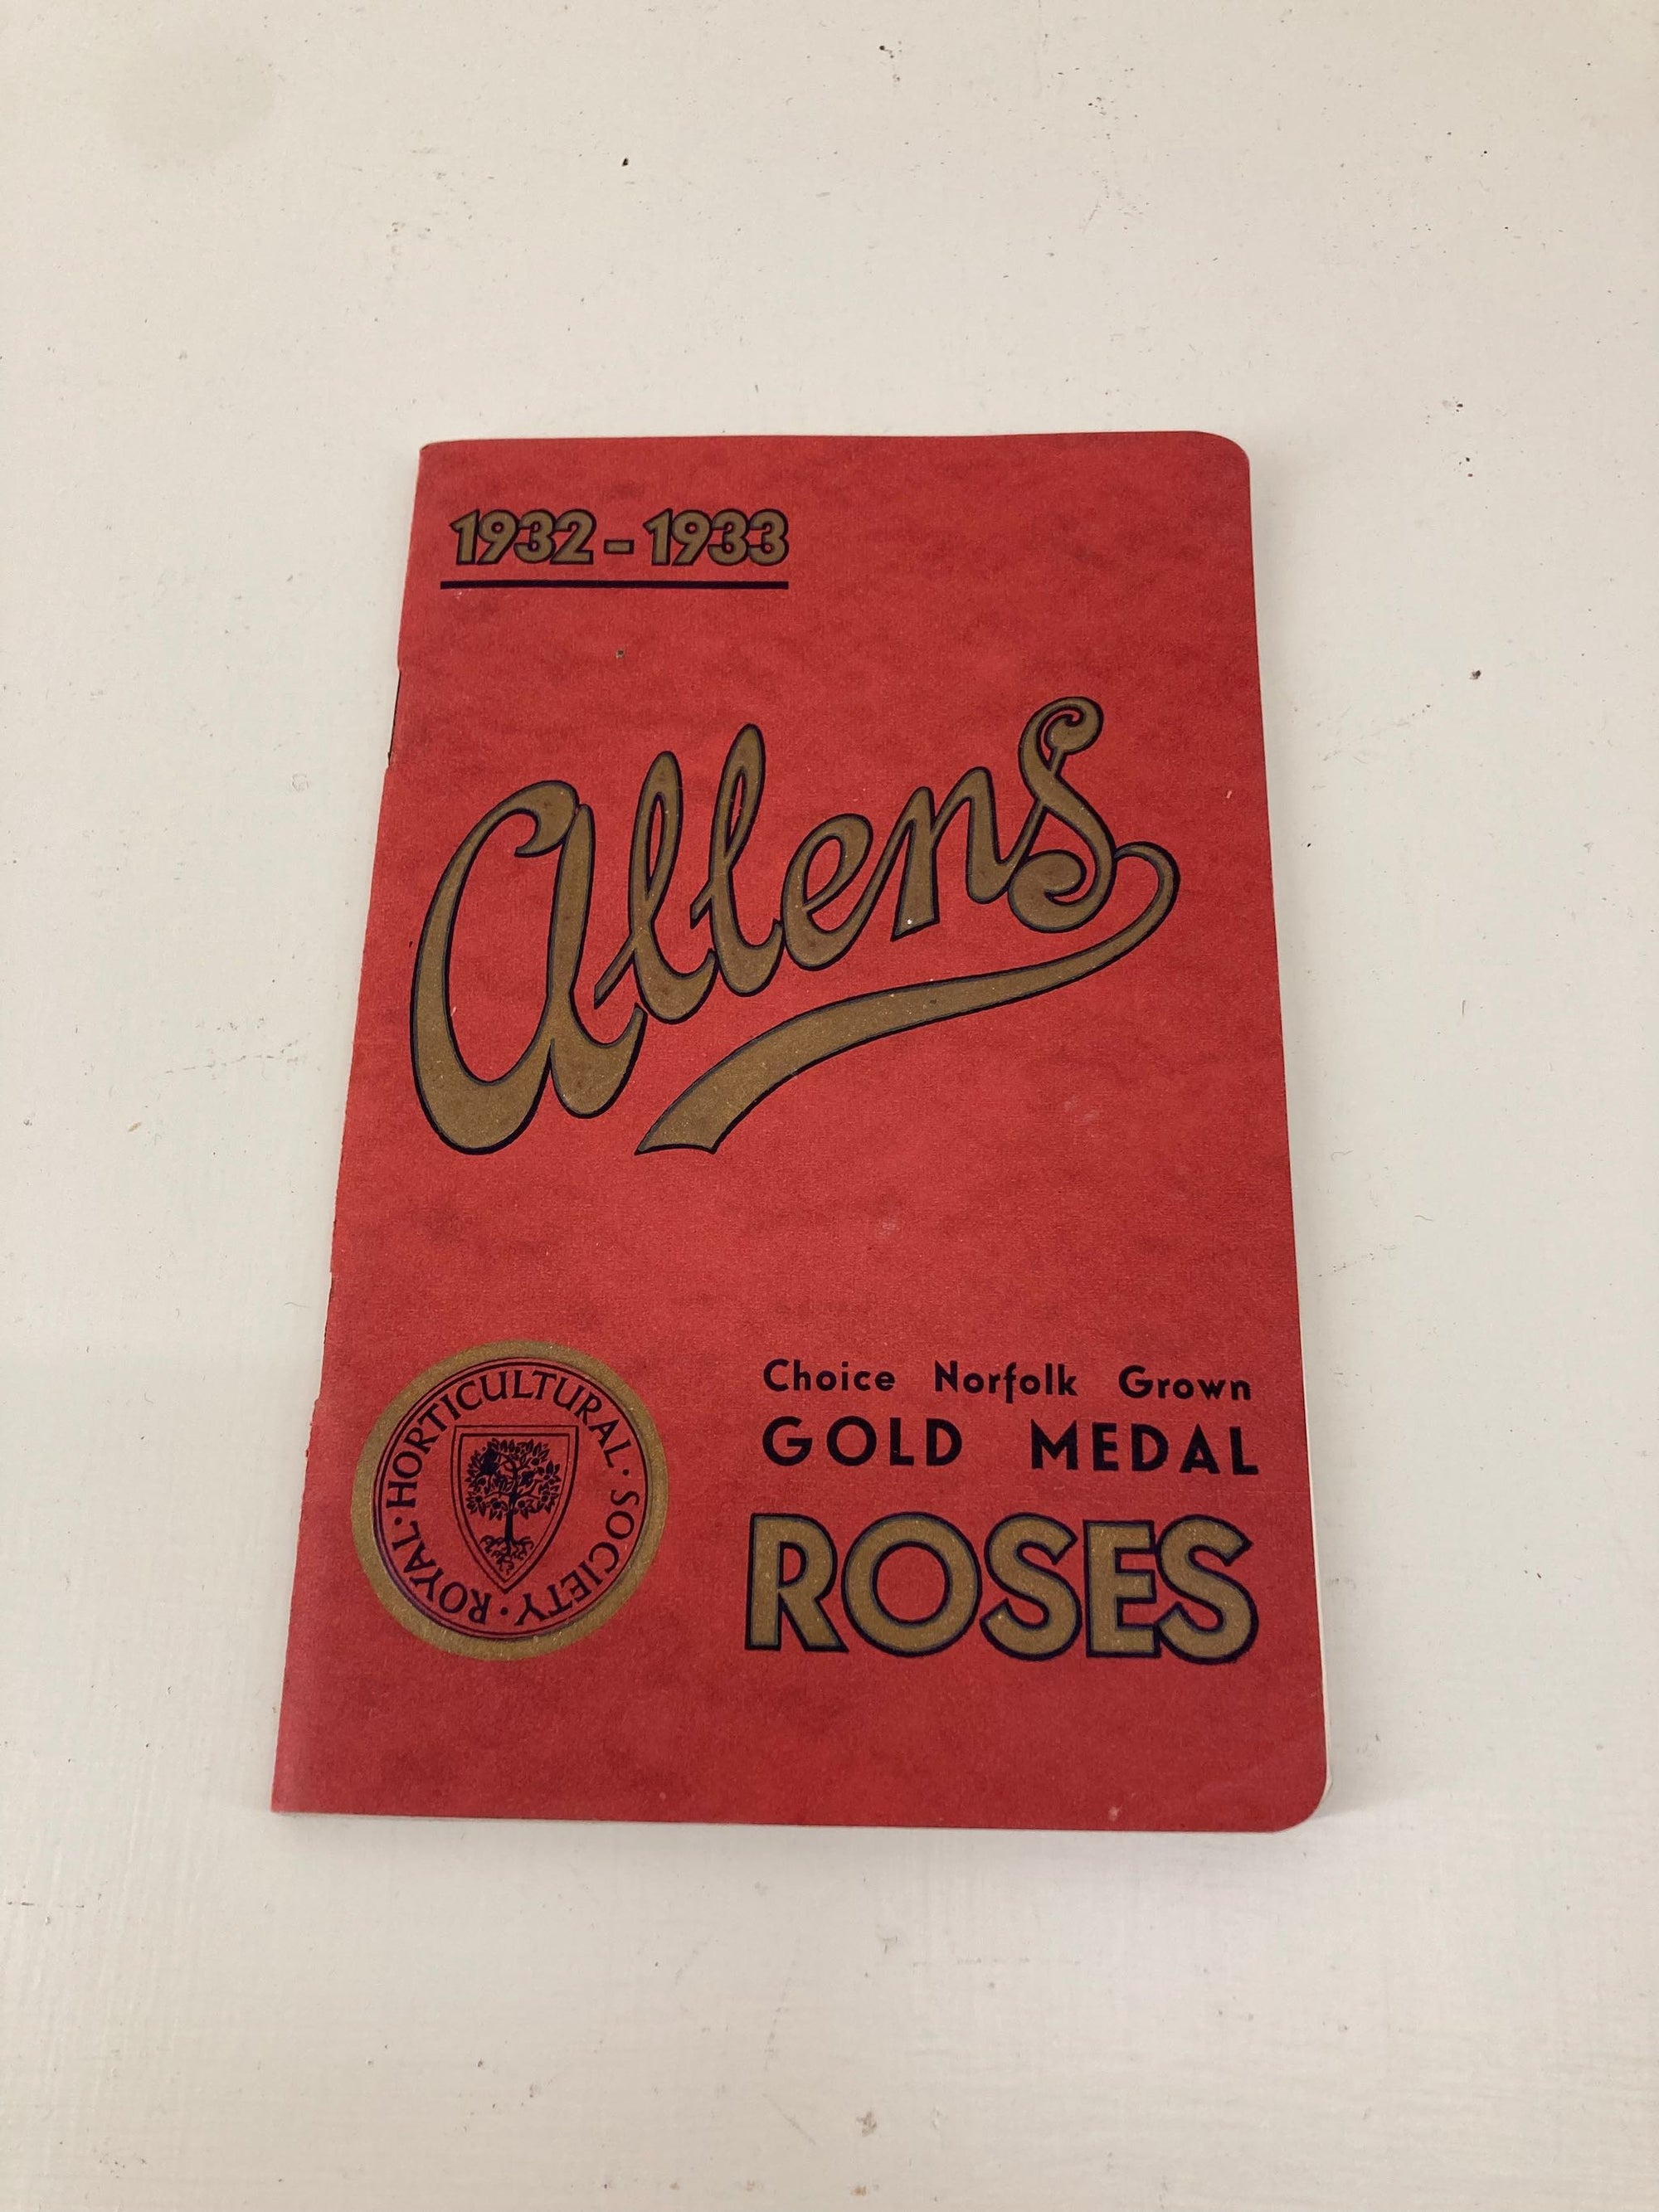 1932-1933
Allens
Choice Norfolk Grown
GOLD MEDAL
ROSES
ROYAL · HORTICULTURAL · SOCIETY ·